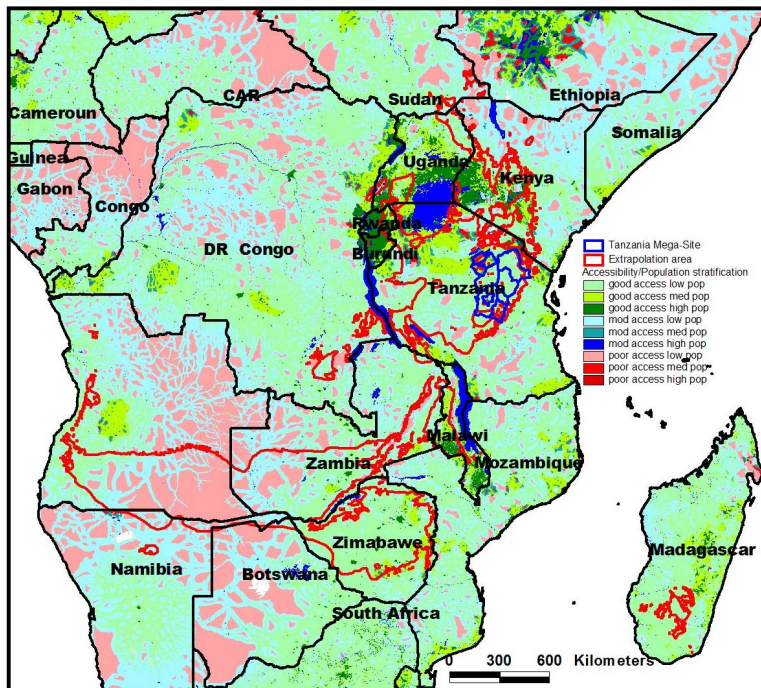 CAR
Sudan
Ethiopia
Cameroun
Somalia
Guinea
Uganda
Kenya
Gabon
Congo
Rwanda
DR Congo
Burundi
Tanzania
Tanzania Mega-Site
Extrapolation area
Accessibility/Population stratification
good access low pop
good access med pop
good access high pop
mod access low pop
mod access med pop
mod access high pop
poor access low pop
poor access med pop
poor access high pop
Malawi
Zambia
Mozambique
Zimabawe
Madagascar
Namibia
Botswana
South Africa
0 300 600 Kilometers